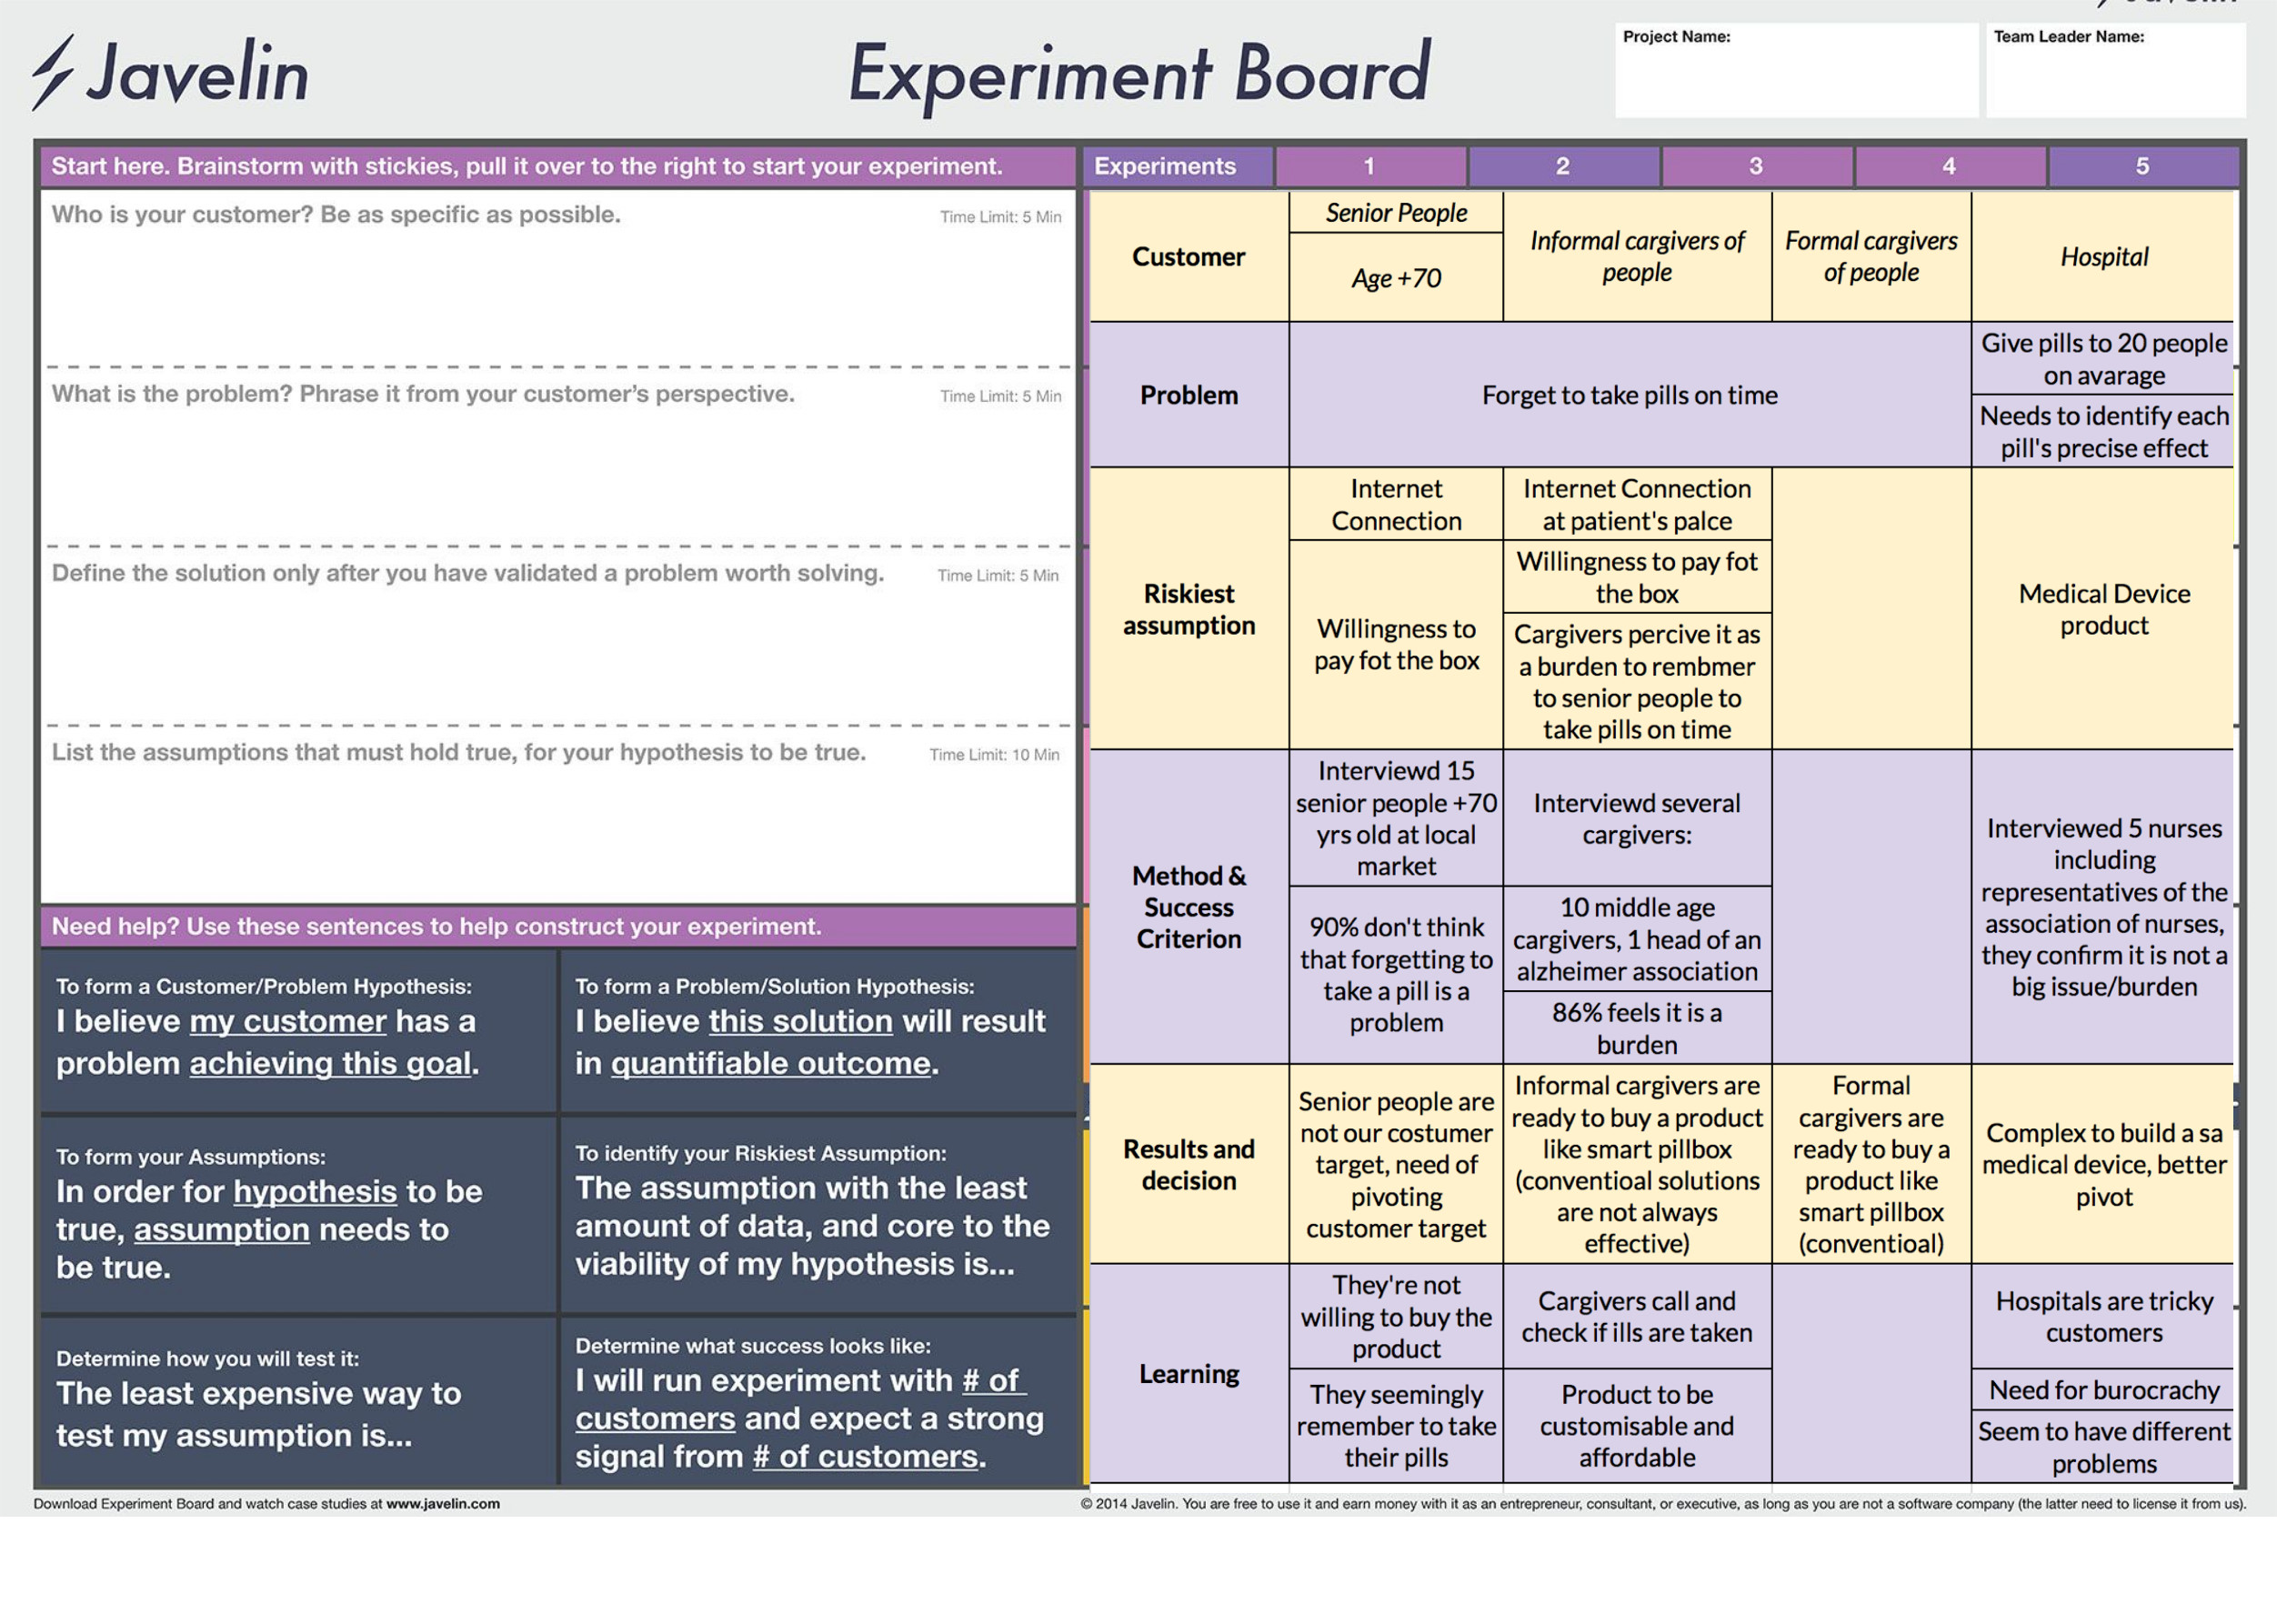 Javelin
Experiment Board
Project Name:
Team Leader Name:
Start here. Brainstorm with stickies, pull it over to the right to start your experiment.
Who is your customer? Be as specific as possible.
Time Limit: 5 Min
What is the problem? Phrase it from your customer's perspective.
Time Limit: 5 Min
Define the solution only after you have validated a problem worth solving.
Time Limit: 5 Min
List the assumptions that must hold true, for your hypothesis to be true.
Time Limit: 10 Min
Need help? Use these sentences to help construct your experiment.
To form a Customer/Problem Hypothesis:
I believe my customer has a
problem achieving this goal.
To form a Problem/Solution Hypothesis:
I believe this solution will result
in quantifiable outcome.
To form your Assumptions:
In order for hypothesis to be
true, assumption needs to
be true.
To identify your Riskiest Assumption:
The assumption with the least
amount of data, and core to the
viability of my hypothesis is...
Determine how you will test it:
The least expensive way to
test my assumption is...
Determine what success looks like:
I will run experiment with # of
customers and expect a strong
signal from # of customers.
Experiments
1
2
3
4
5
Customer
Senior People
Age +70
Informal cargivers of
people
Formal cargivers
of people
Hospital
Problem
Forget to take pills on time
Give pills to 20 people
on avarage
Needs to identify each
pill's precise effect
Riskiest
assumption
Internet
Connection
Willingness to
pay fot the box
Internet Connection
at patient's palce
Willingness to pay fot
the box
Cargivers percive it as
a burden to rembmer
to senior people to
take pills on time
Medical Device
product
Method &
Success
Criterion
Interviewd 15
senior people +70
yrs old at local
market
90% don't think
that forgetting to
take a pill is a
problem
Interviewd several
cargivers:
10 middle age
cargivers, 1 head of an
alzheimer association
86% feels it is a
burden
Interviewed 5 nurses
including
representatives of the
association of nurses,
they confirm it is not a
big issue/burden
Results and
decision
Senior people are
not our costumer
target, need of
pivoting
customer target
Informal cargivers are
ready to buy a product
like smart pillbox
(conventioal solutions
are not always
effective)
Formal
cargivers are
ready to buy a
product like
smart pillbox
(conventioal)
Complex to build a sa
medical device, better
pivot
Learning
They're not
willing to buy the
product
They seemingly
remember to take
their pills
Cargivers call and
check if ills are taken
Product to be
customisable and
affordable
Hospitals are tricky
customers
Need for burocrachy
Seem to have different
problems
Download Experiment Board and watch case studies at www.javelin.com
© 2014 Javelin. You are free to use it and earn money with it as an entrepreneur, consultant, or executive, as long as you are not a software company (the latter need to license it from us).